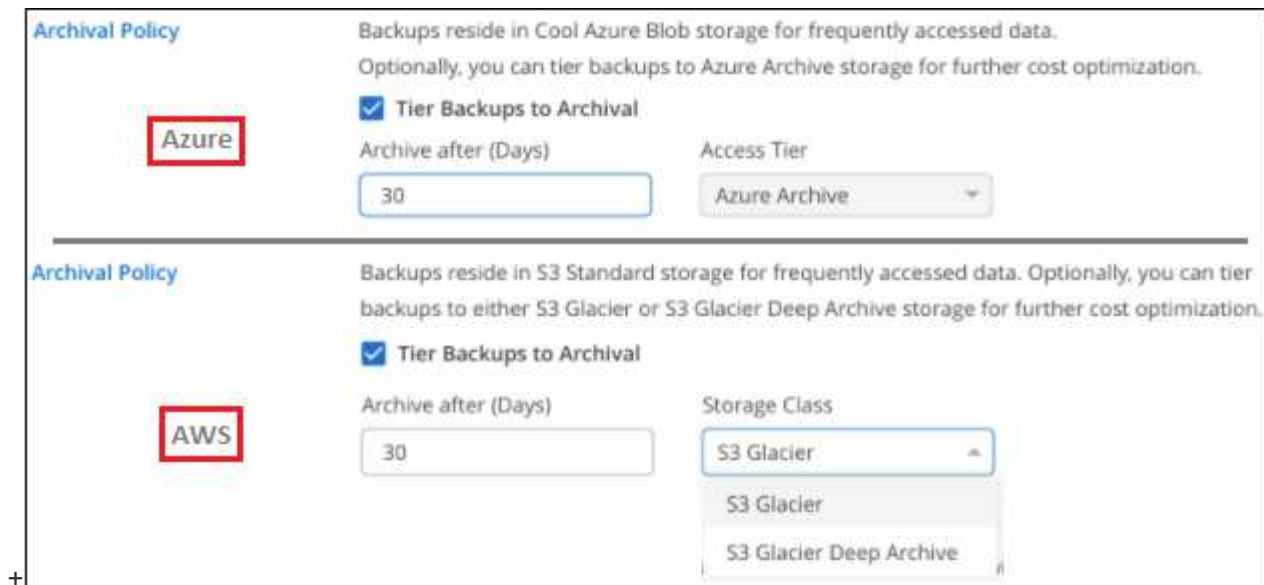 Archival Policy
Backups reside in Cool Azure Blob storage for frequently accessed data.
Optionally, you can tier backups to Azure Archive storage for further cost optimization.
Tier Backups to Archival
Azure
Archive after (Days)
Access Tier
30
Azure Archive
Archival Policy
Backups reside in S3 Standard storage for frequently accessed data. Optionally, you can tier
backups to either S3 Glacier or S3 Glacier Deep Archive storage for further cost optimization.
Tier Backups to Archival
AWS
Archive after (Days)
Storage Class
30
S3 Glacier
S3 Glacier
S3 Glacier Deep Archive
+